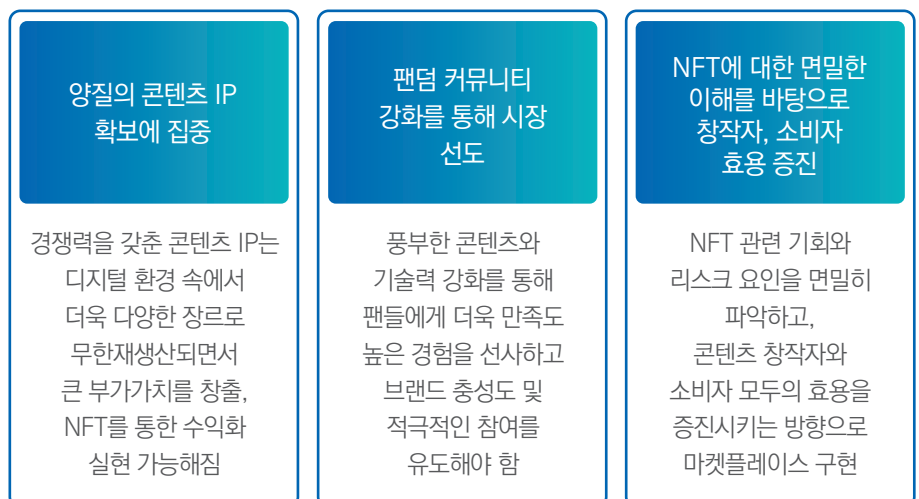 양질의 콘텐츠 IP
확보에 집중
경쟁력을 갖춘 콘텐츠 IP는
디지털 환경 속에서
더욱 다양한 장르로
무한재생산되면서
큰 부가가치를 창출,
NFT를 통한 수익화
실현 가능해짐
팬덤 커뮤니티
강화를 통해 시장
선도
풍부한 콘텐츠와
기술력 강화를 통해
팬들에게 더욱 만족도
높은 경험을 선사하고
브랜드 충성도 및
적극적인 참여를
유도해야 함
NFT에 대한 면밀한
이해를 바탕으로
창작자, 소비자
효용 증진
NFT 관련 기회와
리스크 요인을 면밀히
파악하고,
콘텐츠 창작자와
소비자 모두의 효용을
증진시키는 방향으로
마켓플레이스 구현